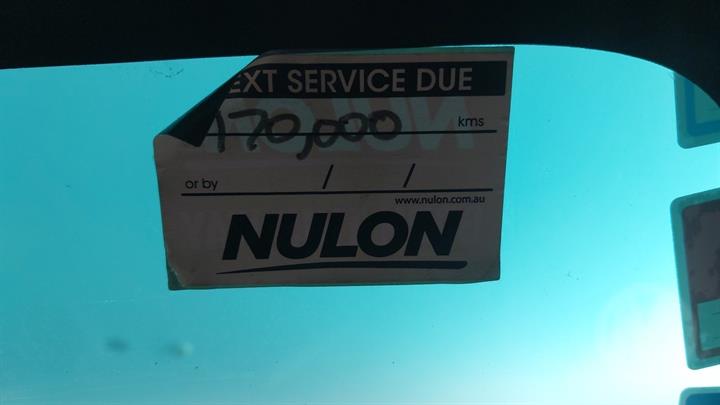 EXT SERVICE DUE
170,000 kms
or by / /
www.nulon.com.au
NULON